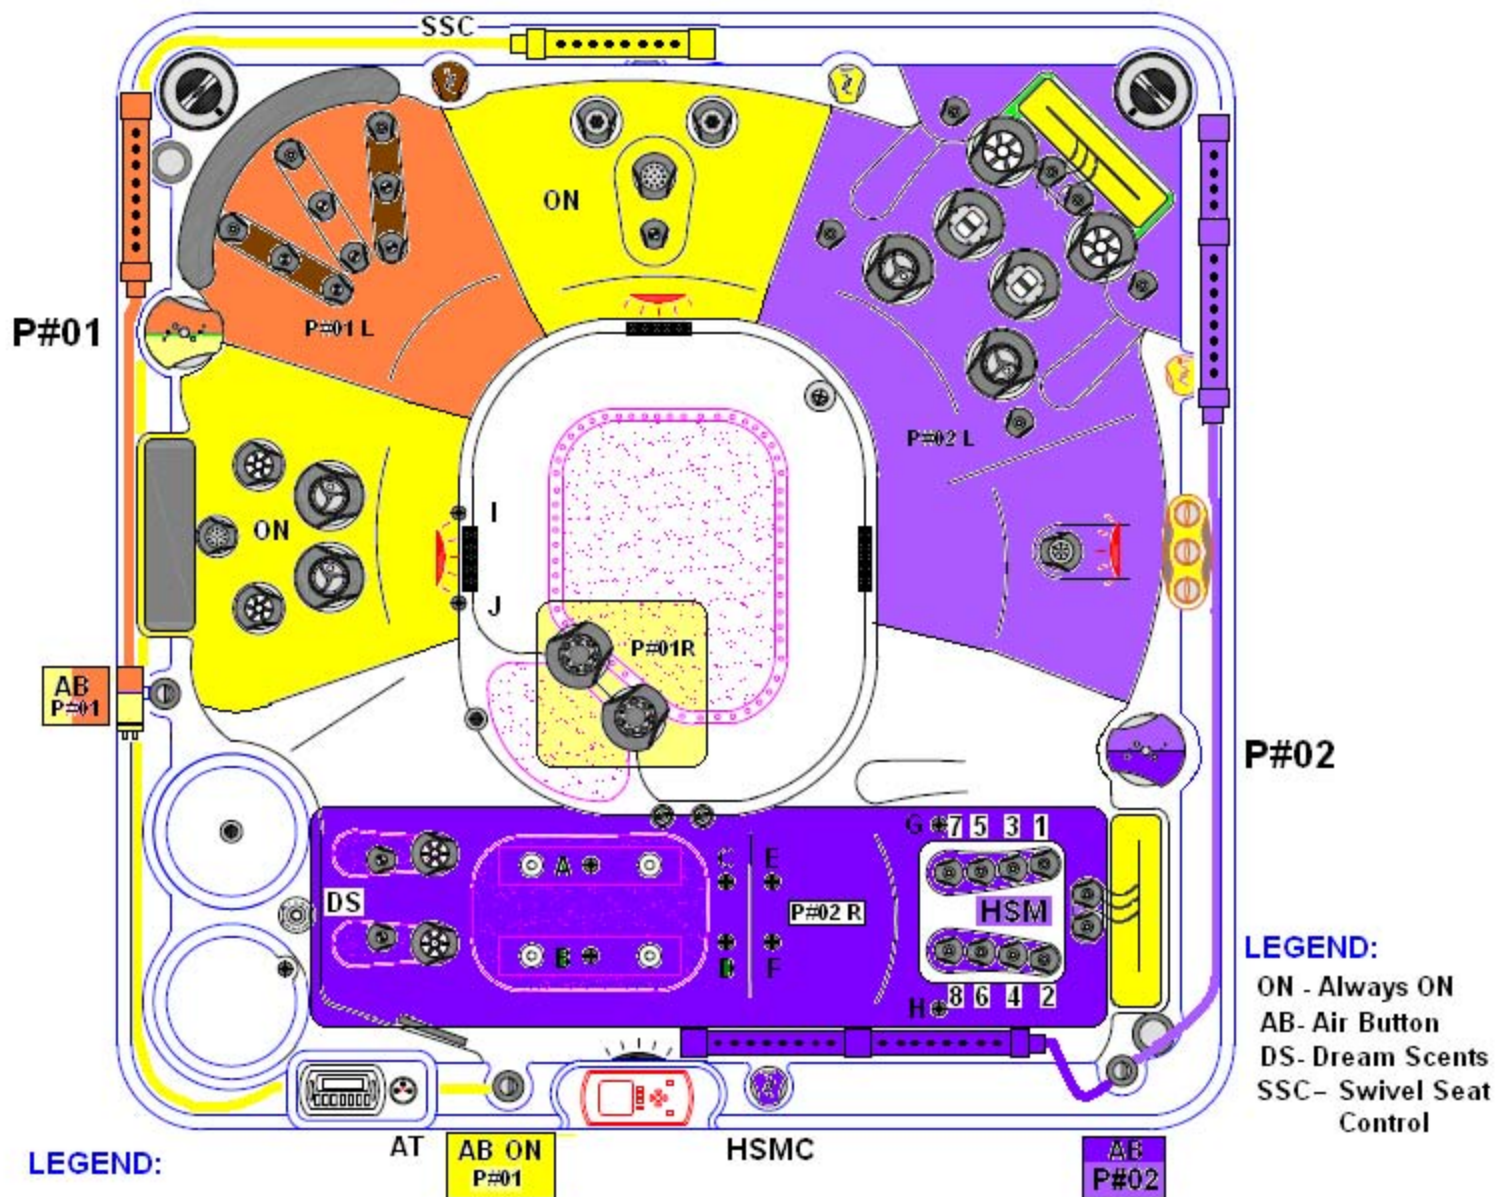 SSC
ON
P#01
P#01 L
P#02 L
I
ON
J
P#01R
AB
P#01
P#02
G 7 5 3 1
A
C E
DS
P#02 R
HSM
B
D F
H 8 6 4 2
LEGEND:
ON - Always ON
AB- Air Button
DS- Dream Scents
SSC- Swivel Seat
Control
AT
AB ON
P#01
HSMC
AB
P#02
LEGEND: